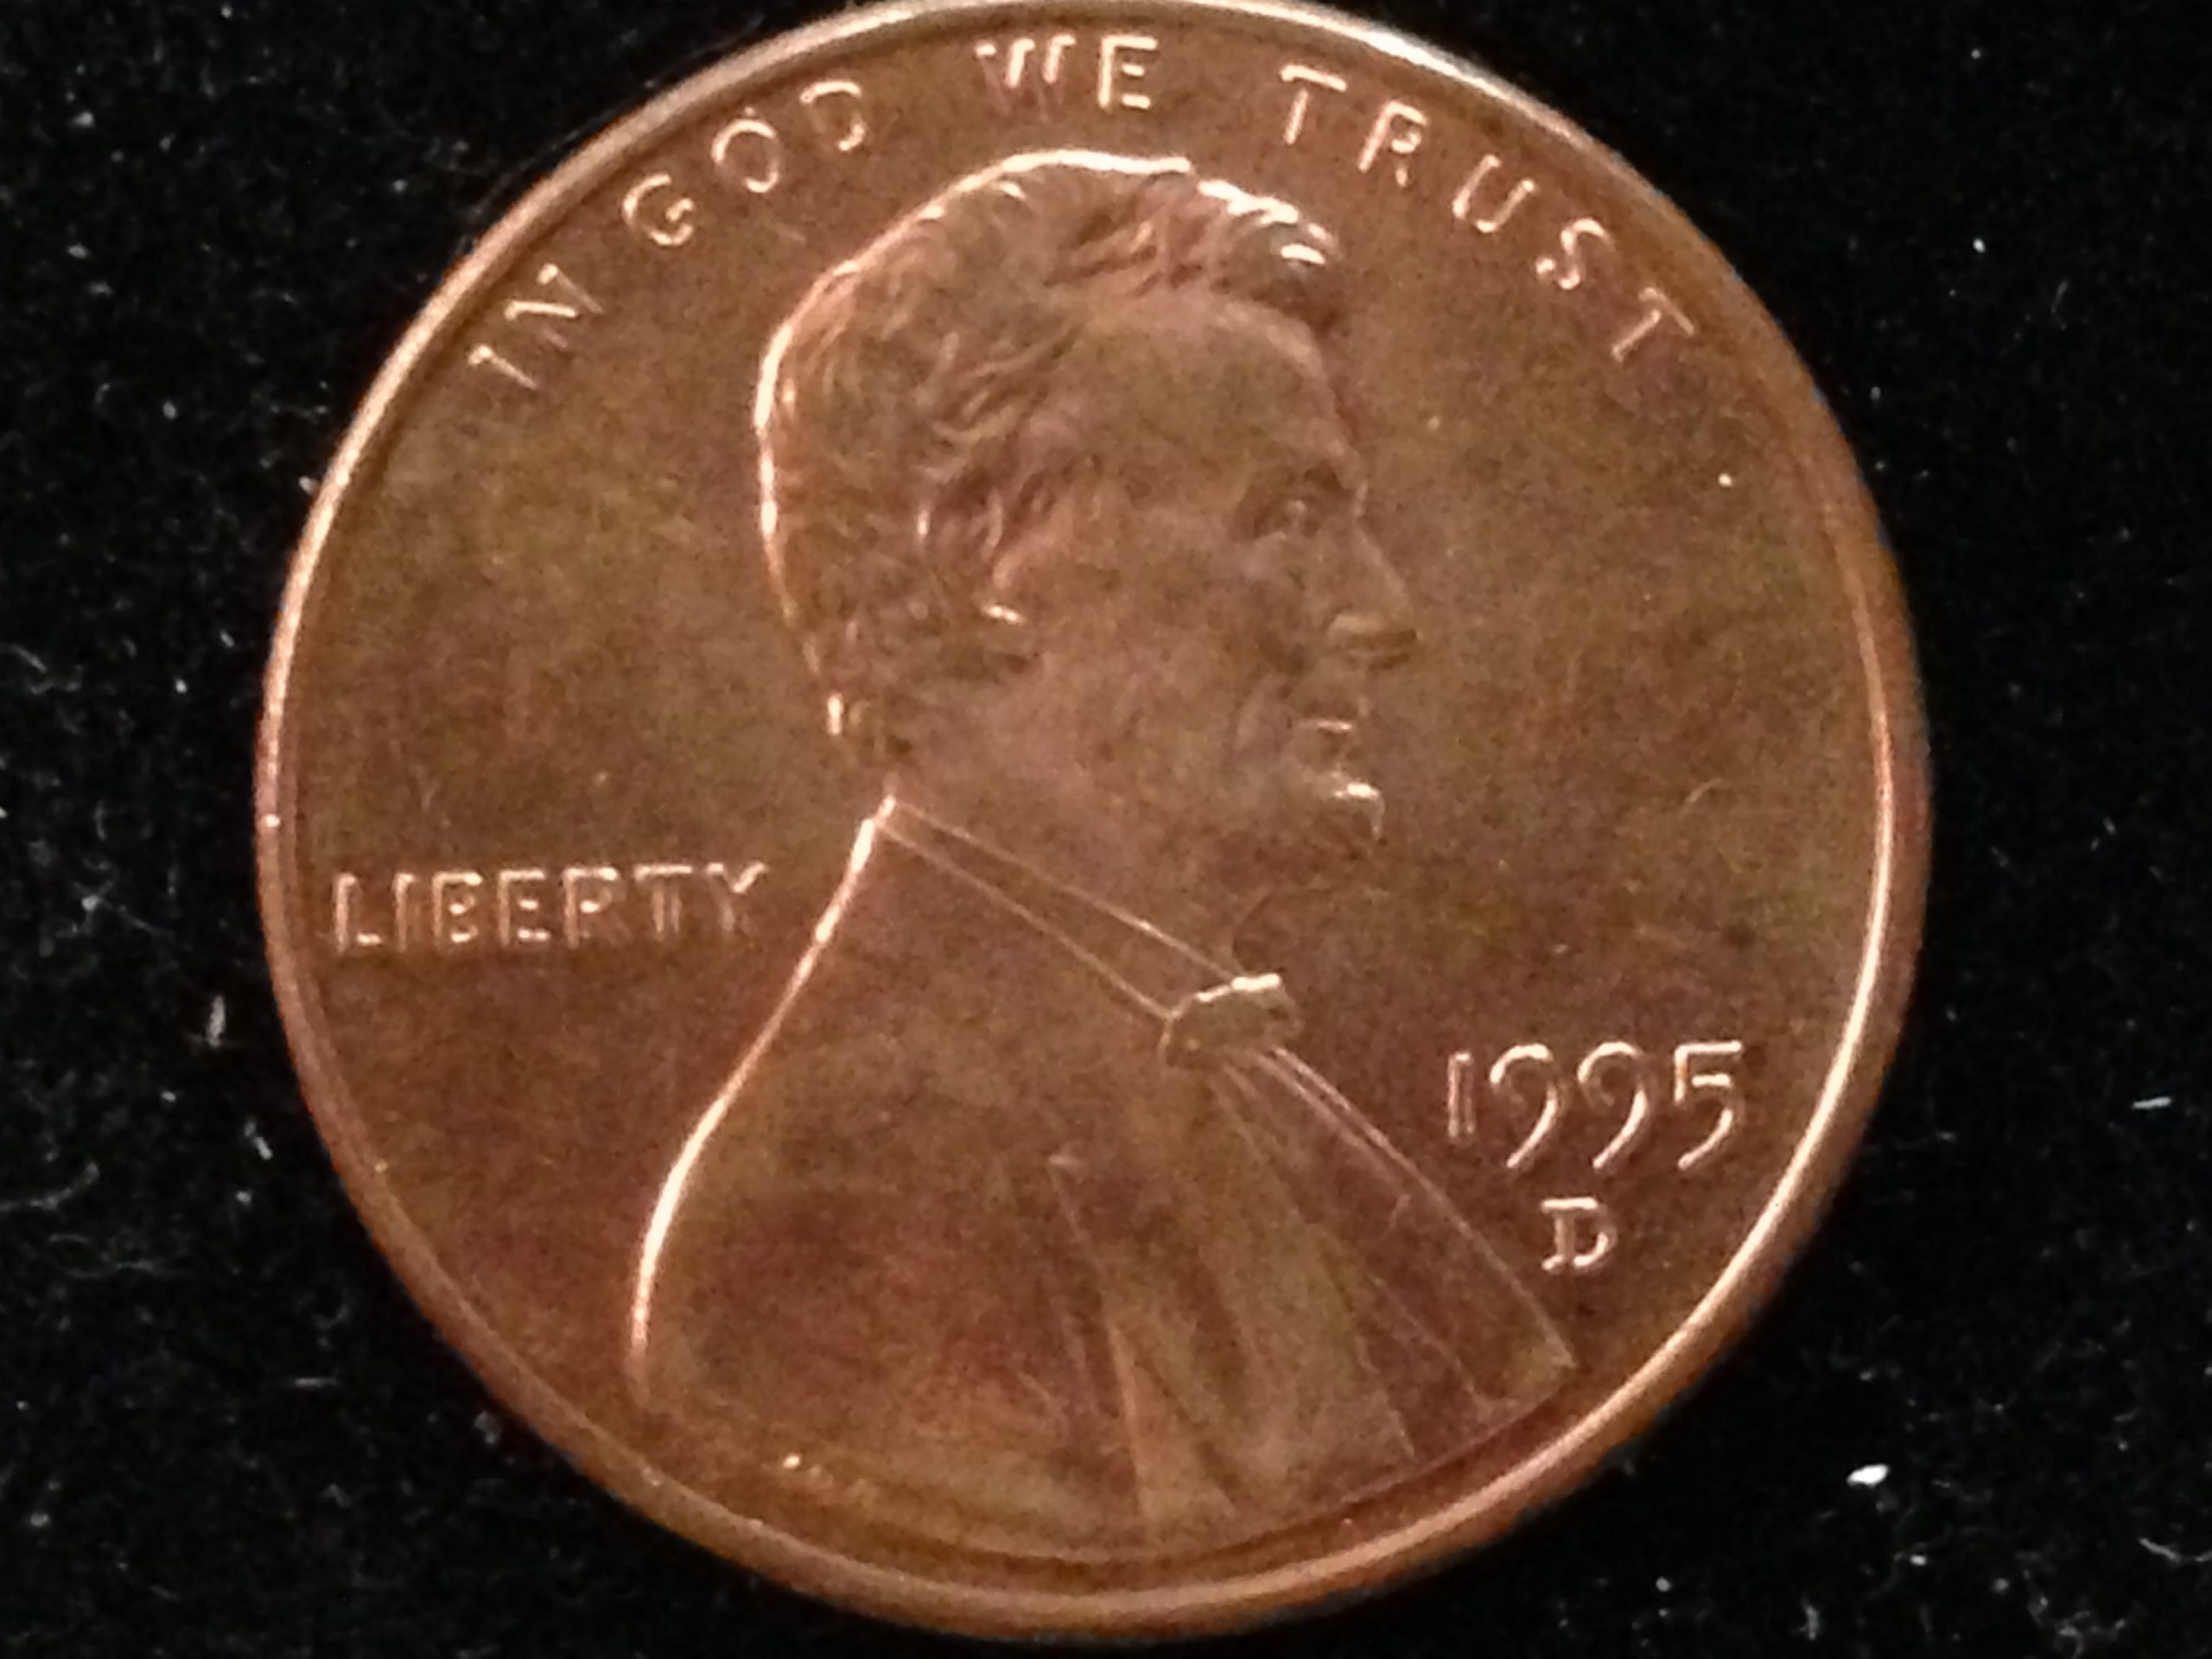 IN GOD WE TRUST
LIBERTY
1995
D